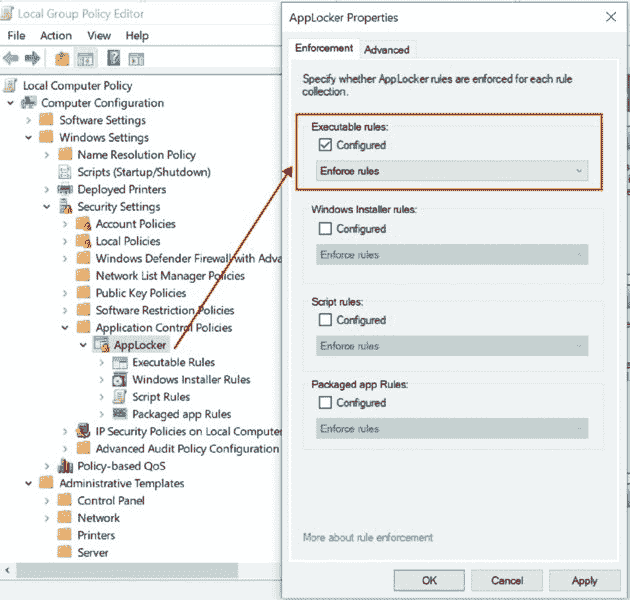 Local Group Policy Editor
File Action View Help
Local Computer Policy
Computer Configuration
Software Settings
Windows Settings
Name Resolution Policy
Scripts (Startup/Shutdown)
Deployed Printers
Security Settings
Account Policies
Local Policies
Windows Defender Firewall with Adva
Network List Manager Policies
Public Key Policies
Software Restriction Policies
Application Control Policies
AppLocker
Executable Rules
Windows Installer Rules
Script Rules
Packaged app Rules
IP Security Policies on Local Computer
Advanced Audit Policy Configuration
Policy-based QoS
Administrative Templates
Control Panel
Network
Printers
Server
AppLocker Properties
Enforcement Advanced
Specify whether AppLocker rules are enforced for each rule
collection.
Executable rules:
Configured
Enforce rules
Windows Installer rules:
Configured
Enforce rules
Script rules:
Configured
Enforce rules
Packaged app Rules:
Configured
Enforce rules
More about rule enforcement
OK Cancel Apply